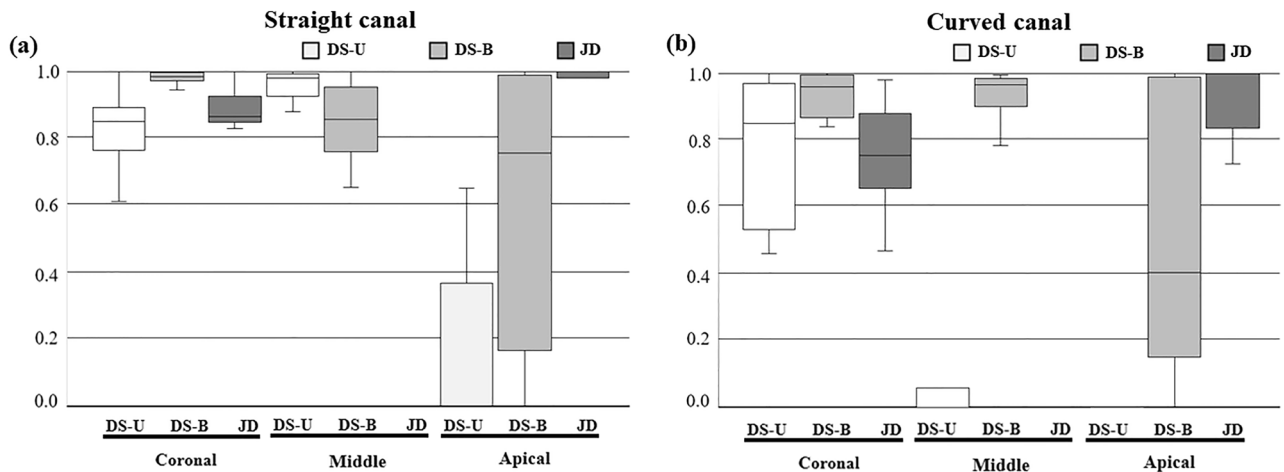 Straight canal
(a)
DS-U DS-B JD
1.0
0.8
0.6
0.4
0.2
0.0
DS-U DS-B JD DS-U DS-B JD DS-U DS-B JD
Coronal Middle Apical
Curved canal
(b)
DS-U DS-B JD
1.0
0.8
0.6
0.4
0.2
0.0
DS-U DS-B JD DS-U DS-B JD DS-U DS-B JD
Coronal Middle Apical